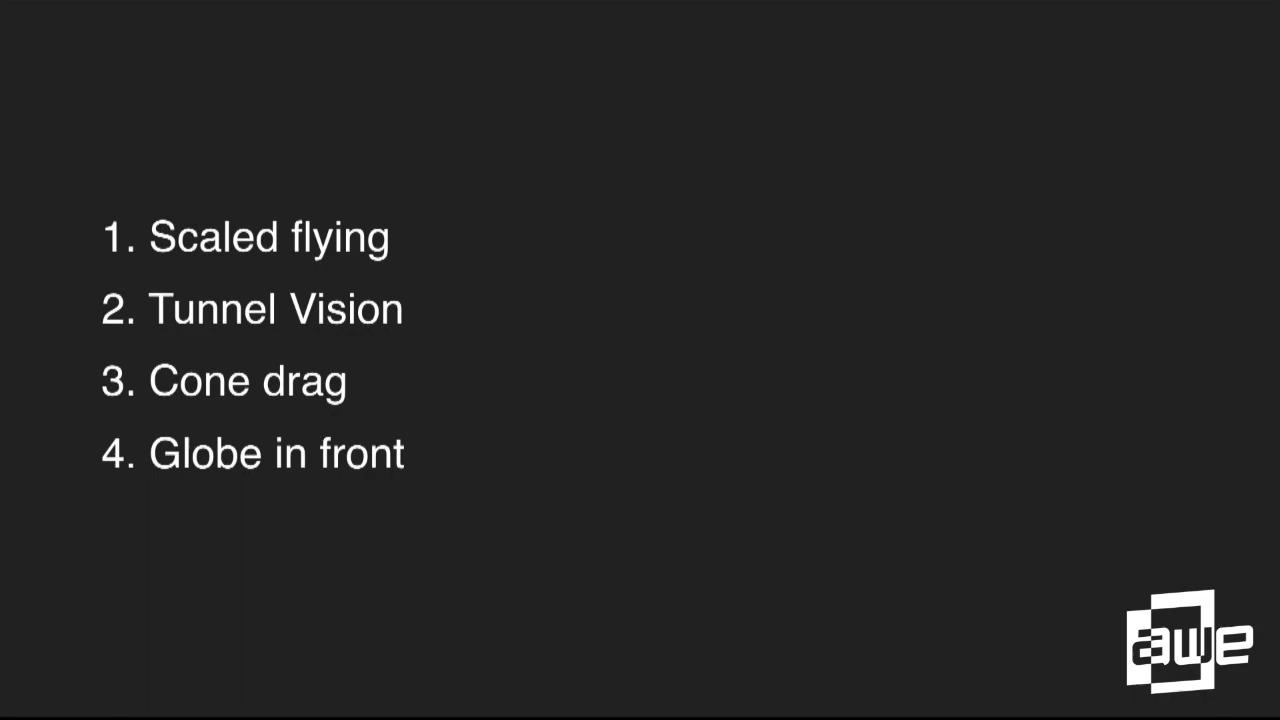 1. Scaled flying
2. Tunnel Vision
3. Cone drag
4. Globe in front
awe